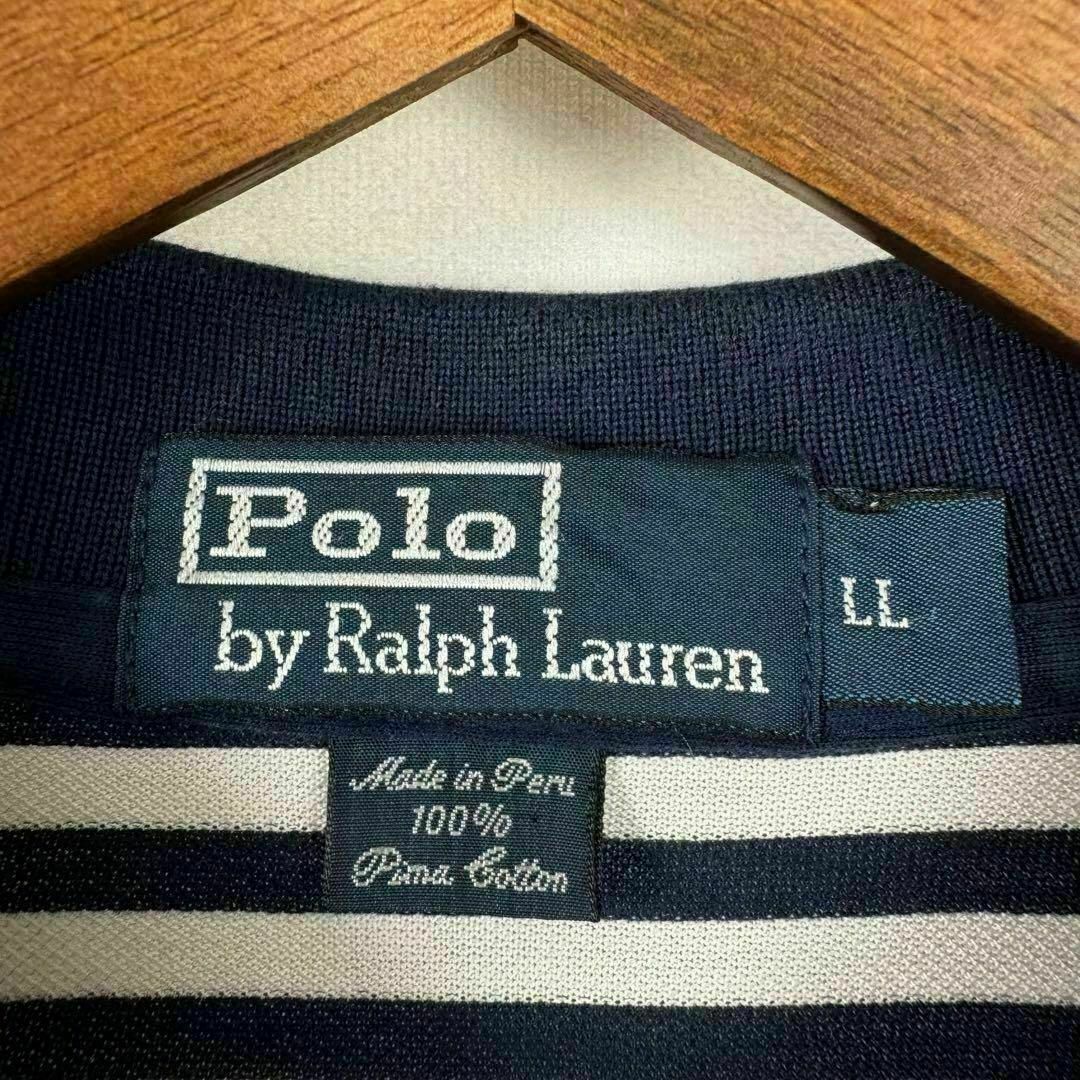 Polo
by Ralph Lauren
LL
Made in Peru
100%
Pima Cotton